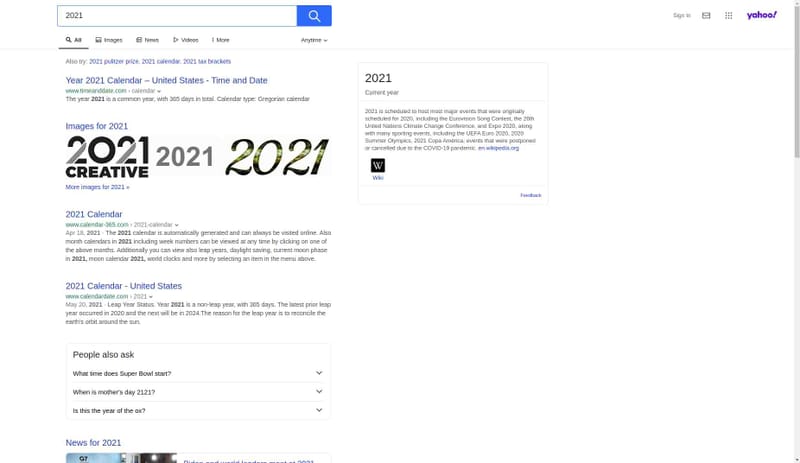 2021
Sign In
yahoo!
All
Images
News
Videos
More
Anytime
Also try: 2021 pulitzer prize, 2021 calendar, 2021 tax brackets
Year 2021 Calendar – United States - Time and Date
www.timeanddate.com › calendar
The year 2021 is a common year, with 365 days in total. Calendar type: Gregorian calendar
Images for 2021
2021
CREATIVE
2021
2021
More images for 2021 »
2021 Calendar
www.calendar-365.com › 2021-calendar
Apr 18, 2021 · The 2021 calendar is automatically generated and can always be visited online. Also
month calendars in 2021 including week numbers can be viewed at any time by clicking on one of
the above months. Additionally you can view also leap years, daylight saving, current moon phase
in 2021, moon calendar 2021, world clocks and more by selecting an item in the menu above.
2021 Calendar - United States
www.calendardate.com › 2021
May 20, 2021 · Leap Year Status. Year 2021 is a non-leap year, with 365 days. The latest prior leap
year occurred in 2020 and the next will be in 2024.The reason for the leap year is to reconcile the
earth's orbit around the sun.
People also ask
What time does Super Bowl start?
When is mother's day 2121?
Is this the year of the ox?
News for 2021
G7
Biden and world leaders meet at 2021
2021
Current year
2021 is scheduled to host most major events that were originally
scheduled for 2020, including the Eurovision Song Contest, the 26th
United Nations Climate Change Conference, and Expo 2020, along
with many sporting events, including the UEFA Euro 2020, 2020
Summer Olympics, 2021 Copa América; events that were postponed
or cancelled due to the COVID-19 pandemic. en.wikipedia.org
W
Wiki
Feedback